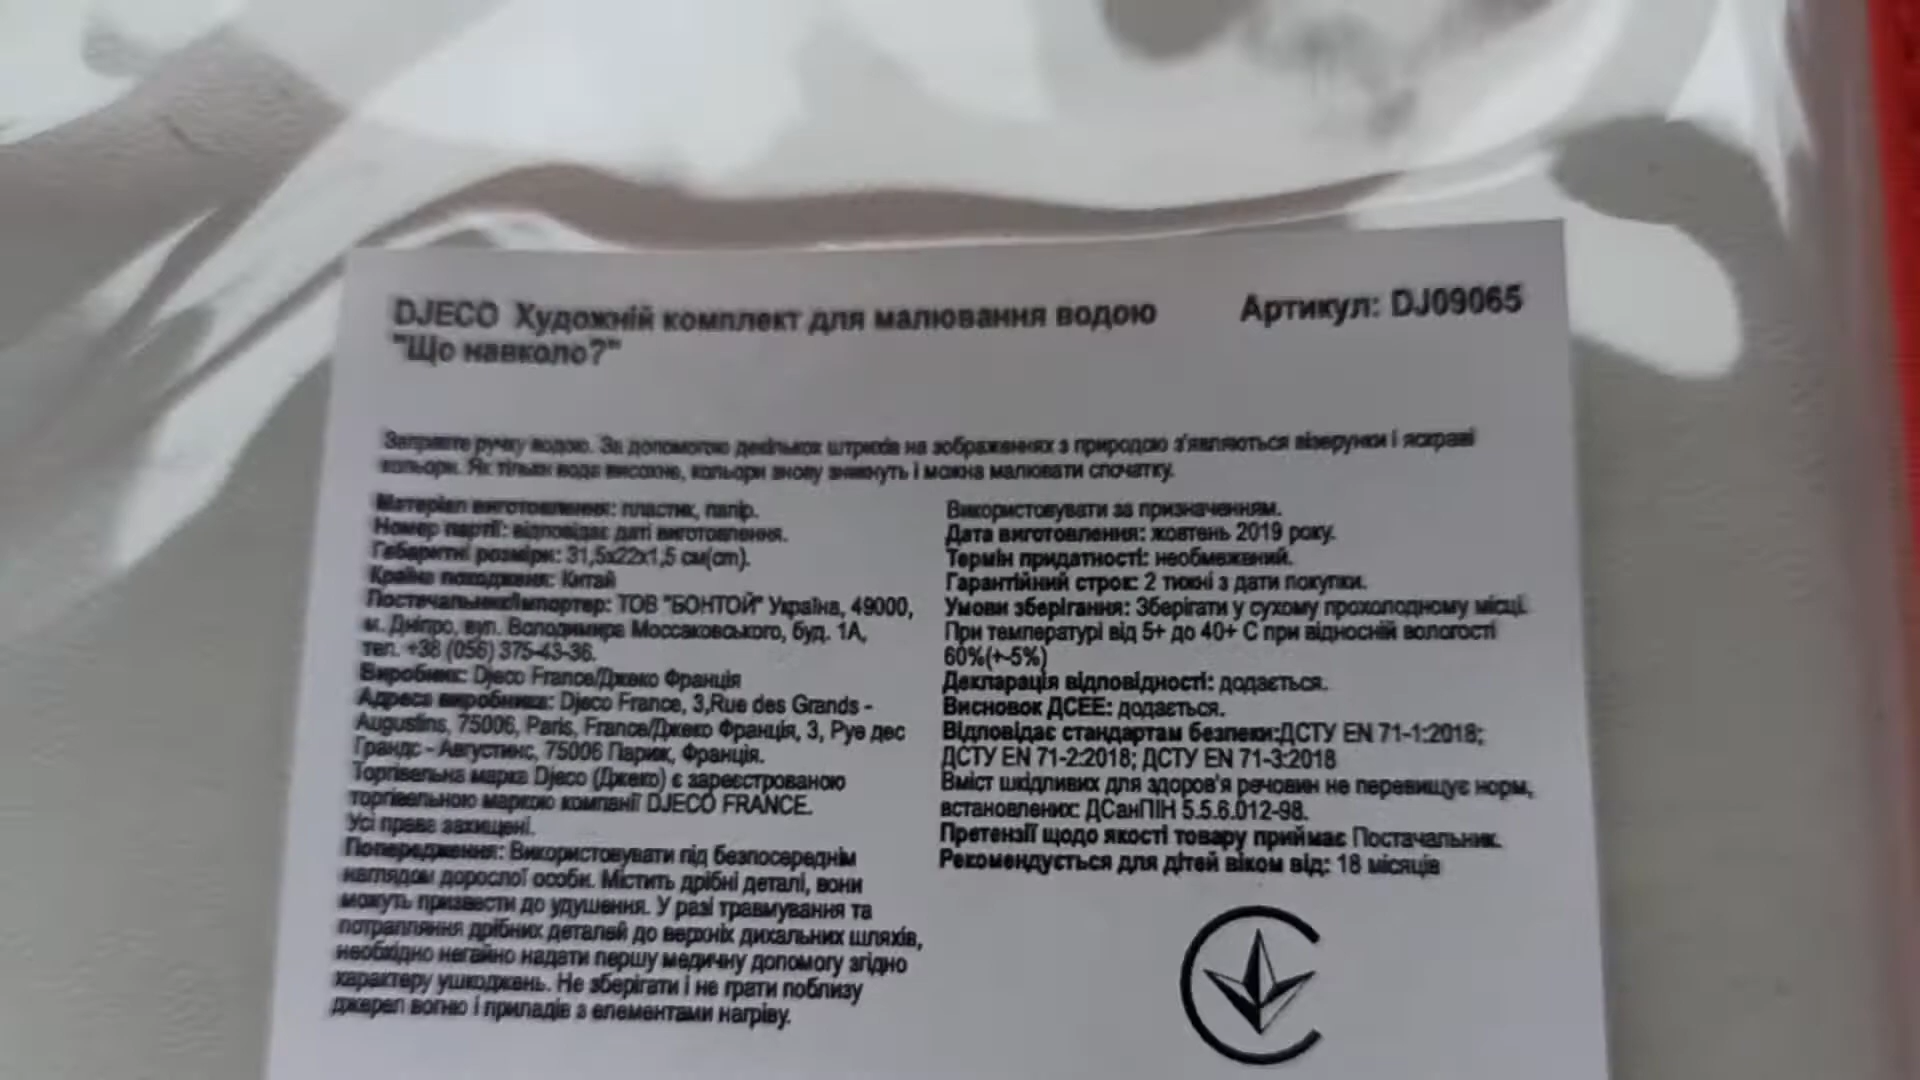 DJECO Художній комплект для малювання водою
"Що навколо?"
Артикул: DJ09065
Заправте ручку водою. За допомогою декількох штрихів на зображеннях з природою з'являються візерунки і яскраві
кольори. Як тільки вода висохне, кольори знову зникнуть і можна малювати спочатку.
Матеріал виготовлення: пластик, папір.
Номер партії: відповідає даті виготовлення.
Габаритні розміри: 31,5x22x1,5 см(cm).
Країна походження: Китай
Постачальник/Імпортер: ТОВ "БОНТОЙ" Україна, 49000,
м. Дніпро, вул. Володимира Моссаковського, буд. 1А,
тел. +38 (056) 375-43-36.
Виробник: Djeco France/Джеко Франція
Адреса виробника: Djeco France, 3,Rue des Grands -
Augustins, 75006, Paris, France/Джеко Франція, 3, Руе дес
Грандс - Августинс, 75006 Париж, Франція.
Торгівельна марка Djeco (Джеко) є зареєстрованою
торгівельною маркою компанії DJECO FRANCE.
Усі права захищені.
Попередження: Використовувати під безпосереднім
наглядом дорослої особи. Містить дрібні деталі, вони
можуть призвести до удушення. У разі травмування та
потрапляння дрібних деталей до верхніх дихальних шляхів,
необхідно негайно надати першу медичну допомогу згідно
характеру ушкоджень. Не зберігати і не грати поблизу
джерел вогню і приладів з елементами нагріву.
Використовувати за призначенням.
Дата виготовлення: жовтень 2019 року.
Термін придатності: необмежений.
Гарантійний строк: 2 тижні з дати покупки.
Умови зберігання: Зберігати у сухому прохолодному місці.
При температурі від 5+ до 40+ С при відносній вологості
60%(+-5%)
Декларація відповідності: додається.
Висновок ДСЕЕ: додається.
Відповідає стандартам безпеки:ДСТУ EN 71-1:2018;
ДСТУ EN 71-2:2018; ДСТУ EN 71-3:2018
Вміст шкідливих для здоров'я речовин не перевищує норм,
встановлених ДСанПІН 5.5.6.012-98.
Претензії щодо якості товару приймає Постачальник.
Рекомендується для дітей віком від: 18 місяців